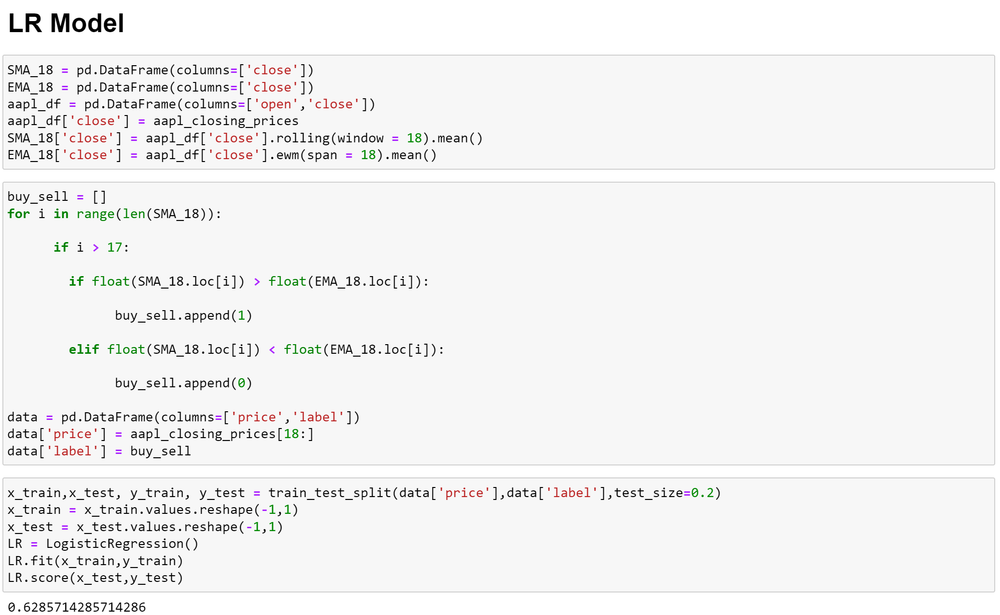 LR Model
SMA_18 = pd.DataFrame(columns=['close'])
EMA_18 = pd.DataFrame(columns=['close'])
aapl_df = pd.DataFrame(columns=['open','close'])
aapl_df['close'] = aapl_closing_prices
SMA_18['close'] = aapl_df['close'].rolling(window = 18).mean()
EMA_18['close'] = aapl_df['close'].ewm(span = 18).mean()
buy_sell = []
for i in range(len(SMA_18)):
if i > 17:
if float(SMA_18.loc[i]) > float(EMA_18.loc[i]):
buy_sell.append(1)
elif float(SMA_18.loc[i]) < float(EMA_18.loc[i]):
buy_sell.append(0)
data = pd.DataFrame(columns=['price','label'])
data['price'] = aapl_closing_prices[18:]
data['label'] = buy_sell
x_train,x_test, y_train, y_test = train_test_split(data['price'],data['label'],test_size=0.2)
x_train = x_train.values.reshape(-1,1)
x_test = x_test.values.reshape(-1,1)
LR = LogisticRegression()
LR.fit(x_train,y_train)
LR.score(x_test,y_test)
0.6285714285714286